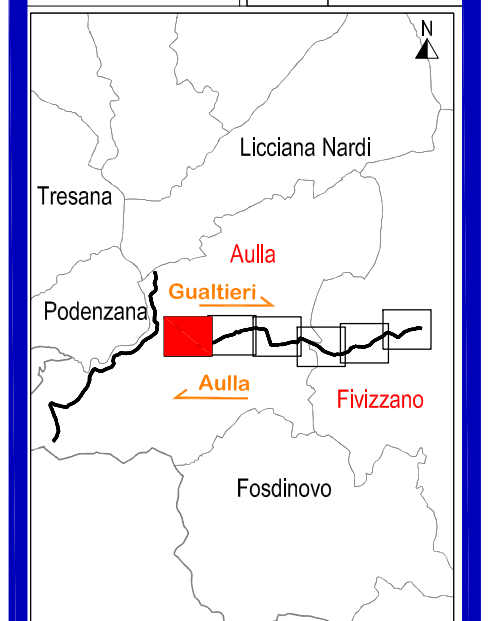 N
Licciana Nardi
Tresana
Aulla
Gualtieri
Podenzana
Aulla
Fivizzano
Fosdinovo